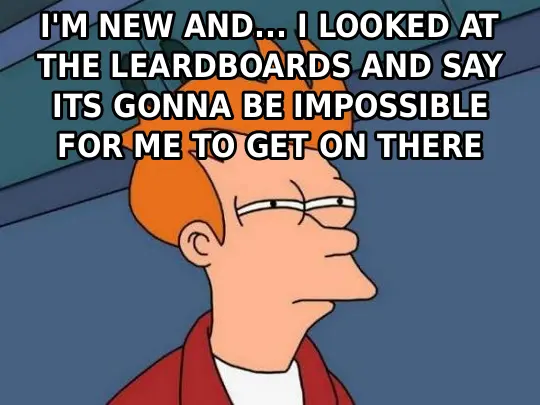 I'M NEW AND... I LOOKED AT
THE LEARDBOARDS AND SAY
ITS GONNA BE IMPOSSIBLE
FOR ME TO GET ON THERE